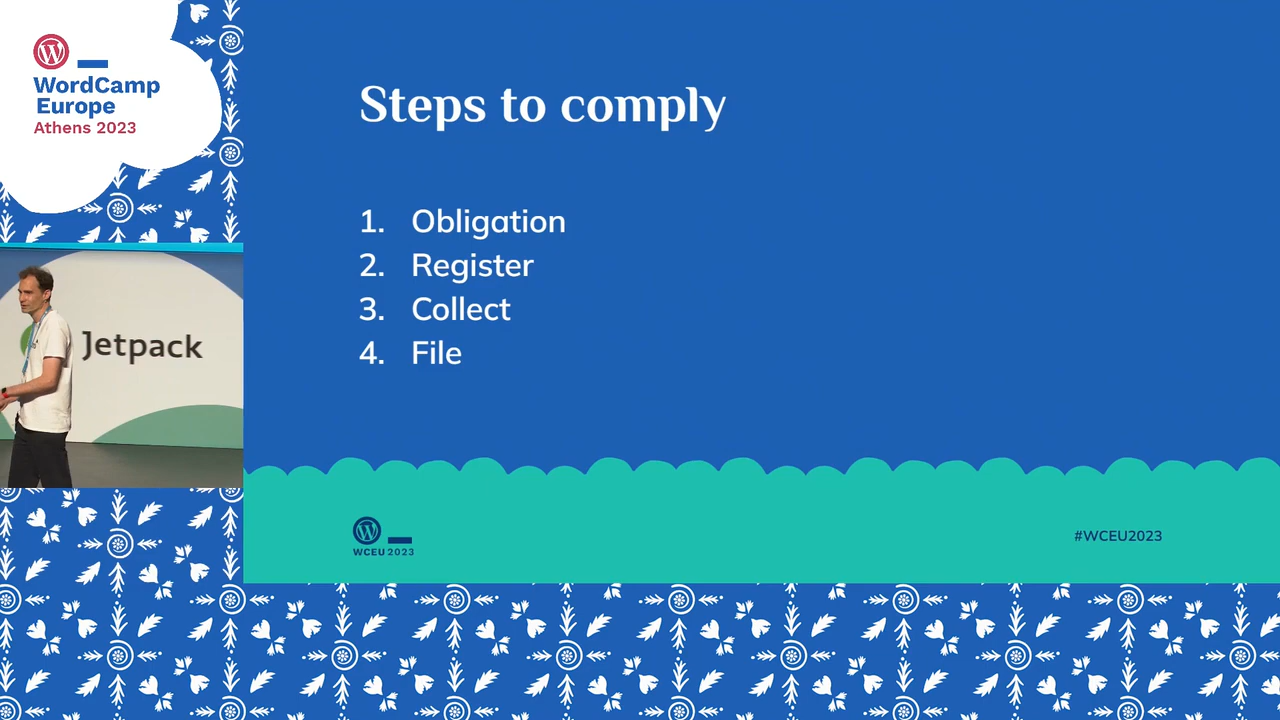 WordCamp
Europe
Athens 2023
Jetpack
Steps to comply
1. Obligation
2. Register
3. Collect
4. File
WCEU 2023
#WCEU2023